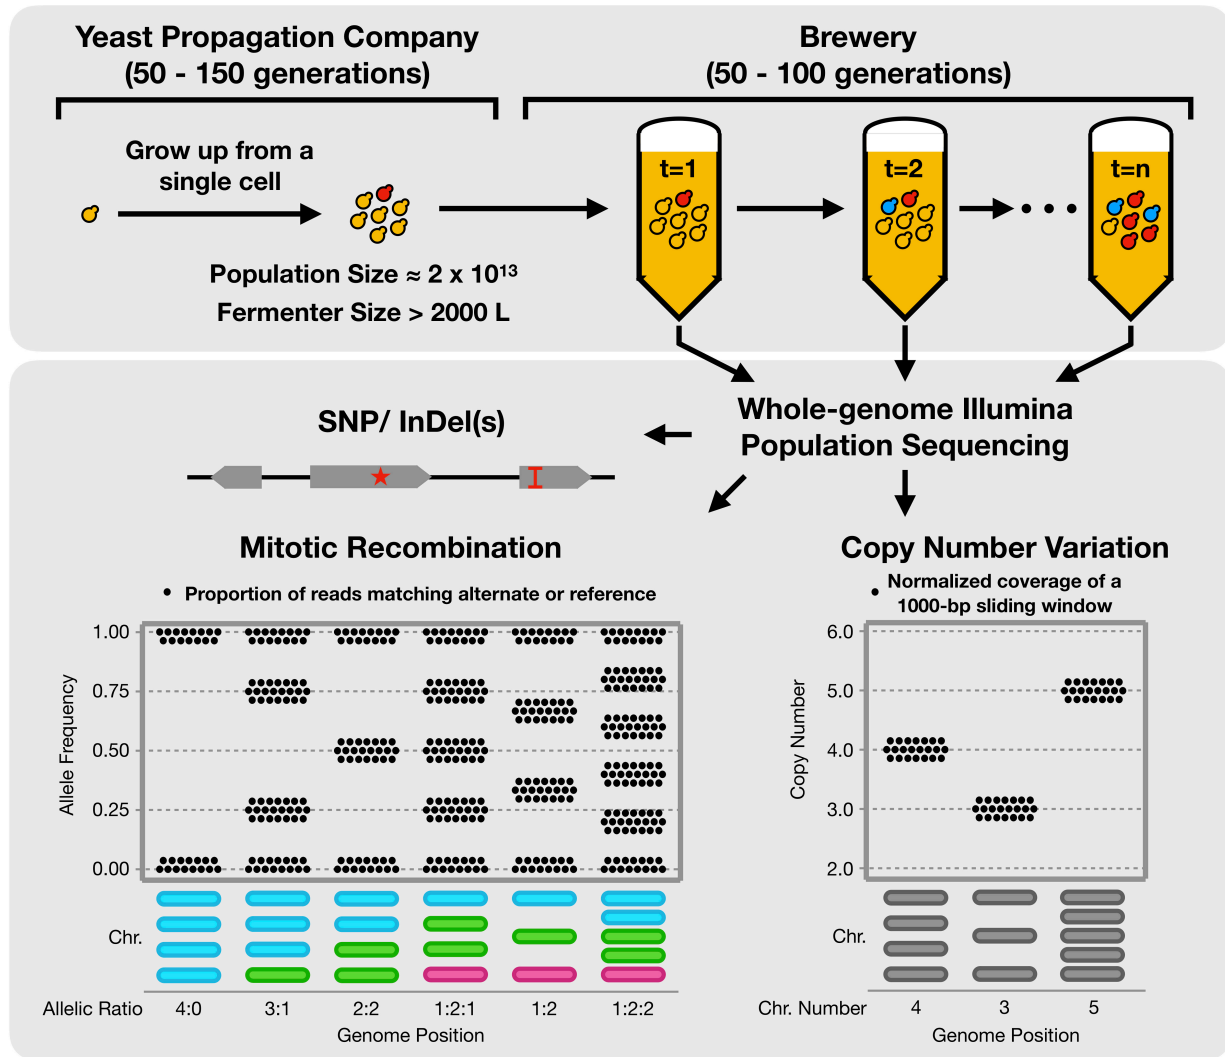 Yeast Propagation Company
(50 - 150 generations)
Brewery
(50 - 100 generations)
Grow up from a
single cell
Population Size ≈ 2 x 10¹³
Fermenter Size > 2000 L
t=1
t=2
t=n
Whole-genome Illumina
Population Sequencing
SNP/ InDel(s)
Mitotic Recombination
• Proportion of reads matching alternate or reference
Allele Frequency
1.00
0.75
0.50
0.25
0.00
Chr.
Allelic Ratio 4:0 3:1 2:2 1:2:1 1:2 1:2:2
Genome Position
Copy Number Variation
• Normalized coverage of a
1000-bp sliding window
Copy Number
6.0
5.0
4.0
3.0
2.0
Chr.
Chr. Number 4 3 5
Genome Position